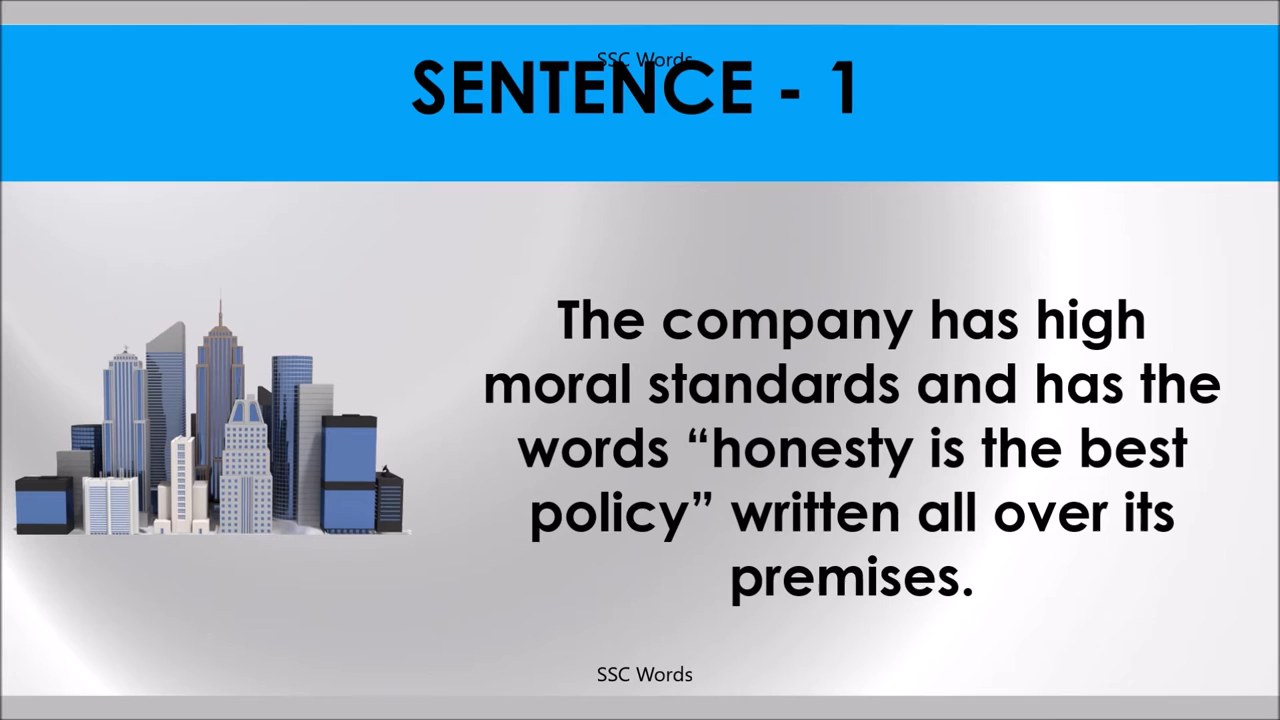 SSC Words
SENTENCE - 1
The company has high
moral standards and has the
words “honesty is the best
policy” written all over its
premises.
SSC Words